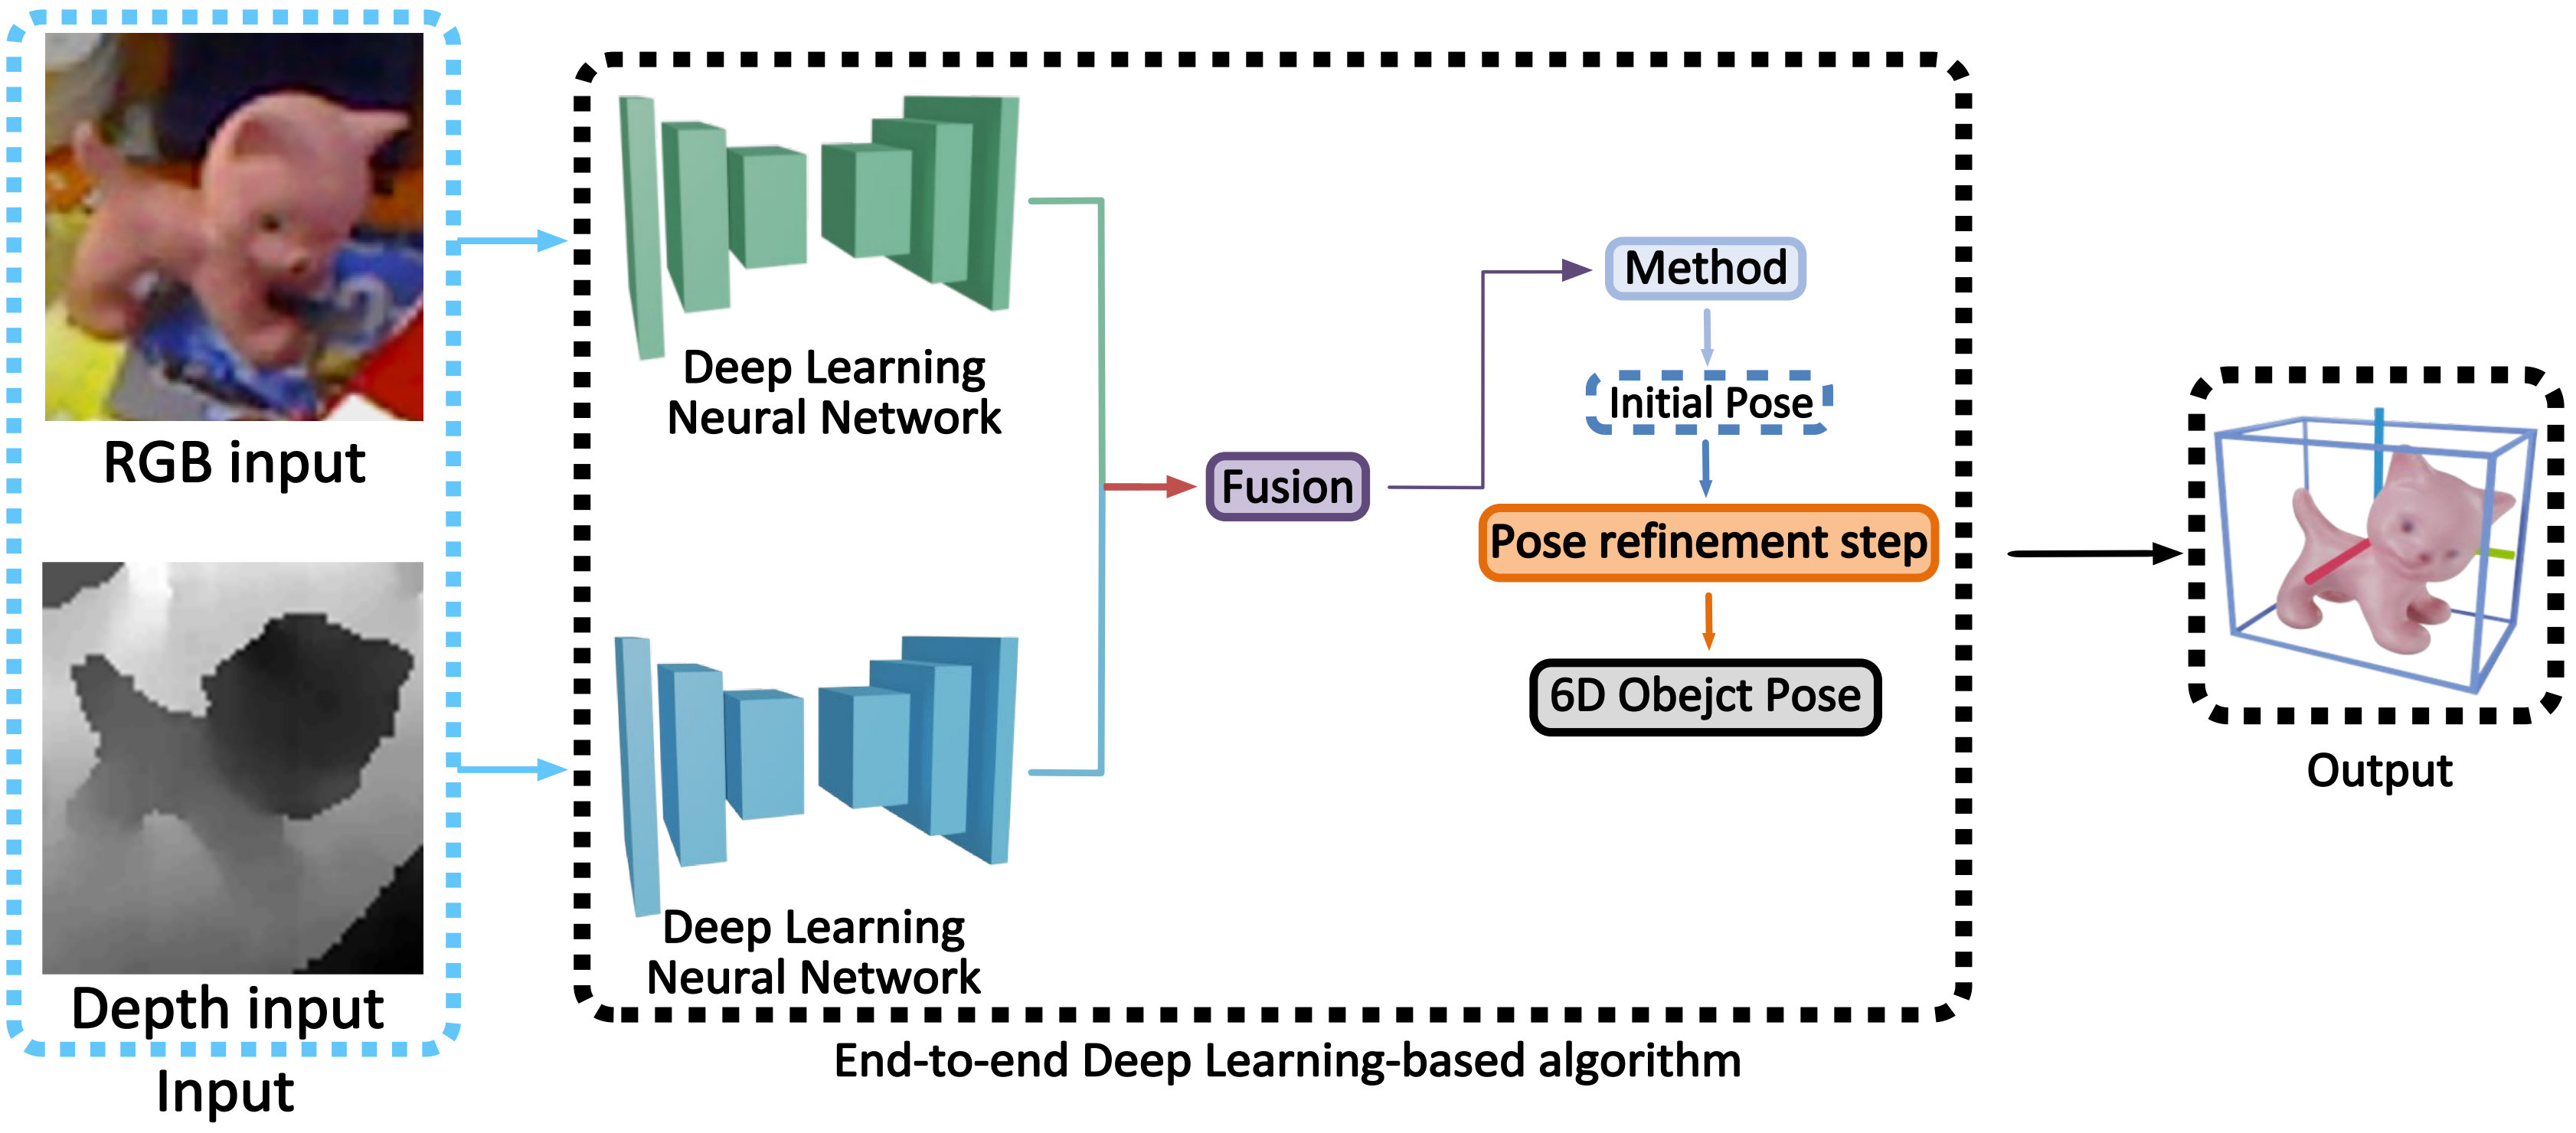 RGB input
Depth input
Input
Deep Learning
Neural Network
Deep Learning
Neural Network
Fusion
Method
Initial Pose
Pose refinement step
6D Obejct Pose
End-to-end Deep Learning-based algorithm
Output